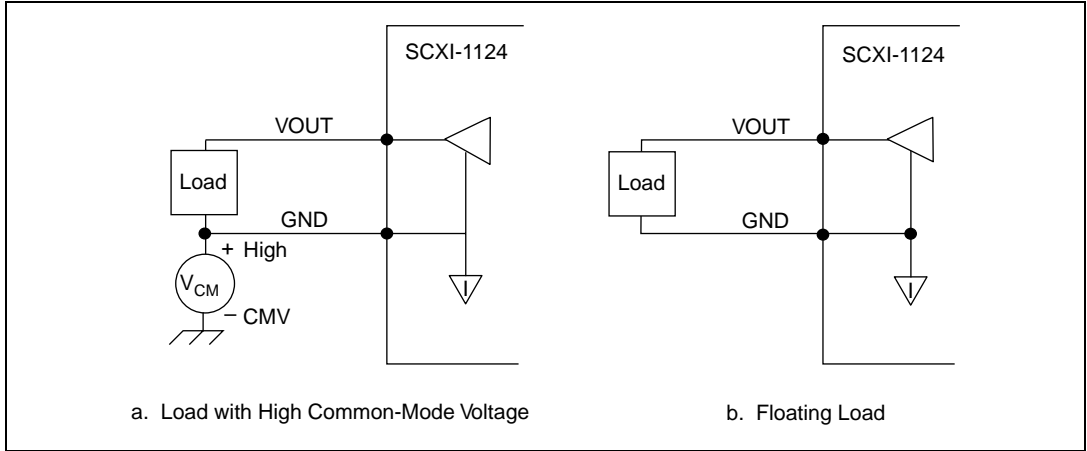 SCXI-1124
VOUT
Load
GND
+ High
VCM
– CMV
I
a. Load with High Common-Mode Voltage
SCXI-1124
VOUT
Load
GND
I
b. Floating Load